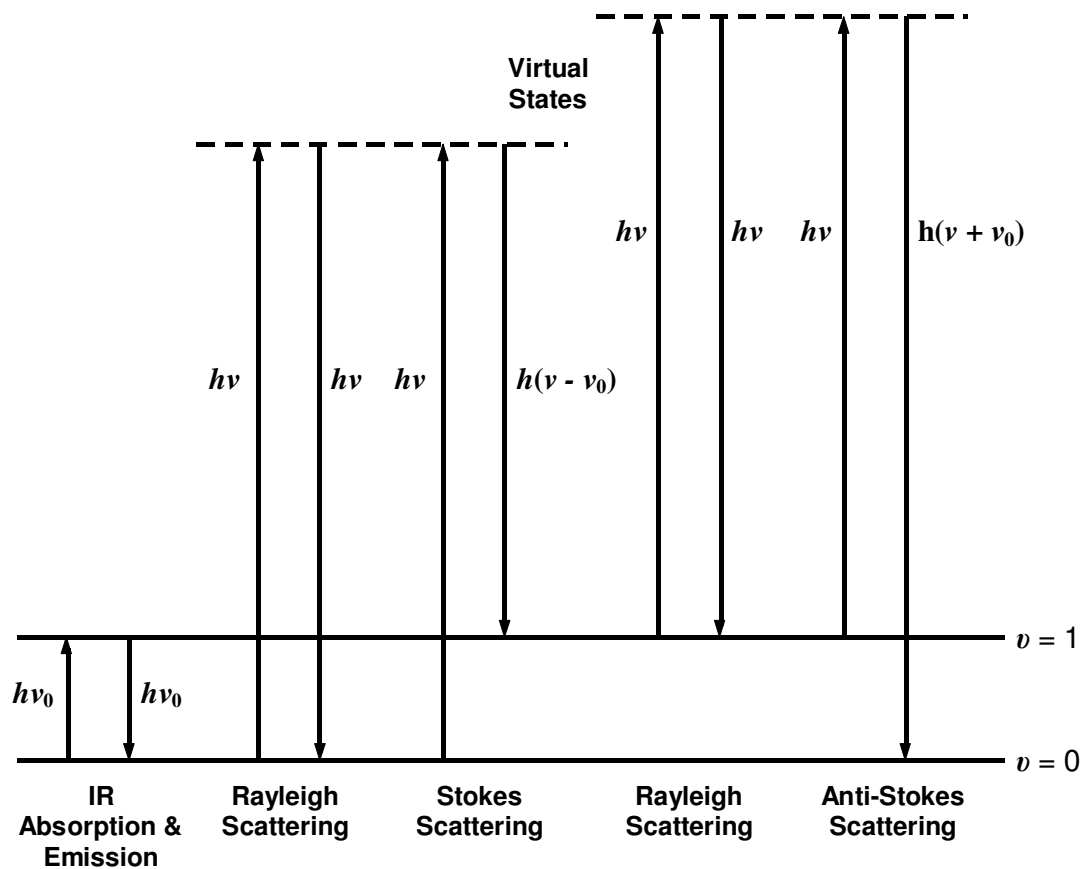 Virtual
States
hν
hν
hν
h(ν + ν₀)
hν
hν
hν
h(ν - ν₀)
υ = 1
hν₀
hν₀
υ = 0
IR
Absorption &
Emission
Rayleigh
Scattering
Stokes
Scattering
Rayleigh
Scattering
Anti-Stokes
Scattering